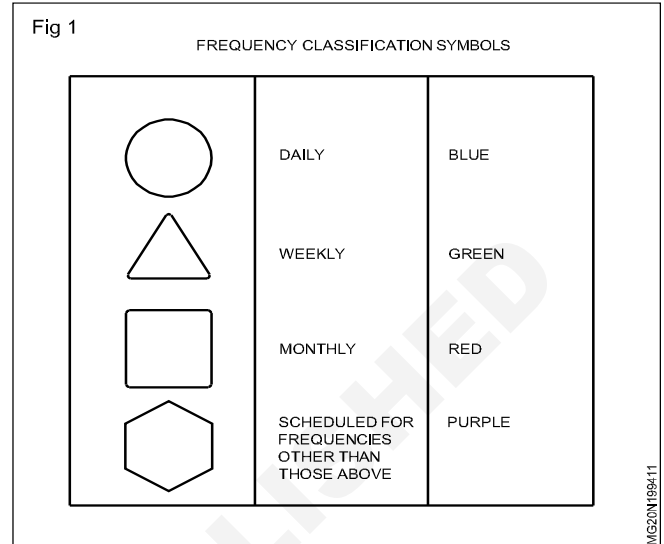 Fig 1
FREQUENCY CLASSIFICATION SYMBOLS
DAILY BLUE
WEEKLY GREEN
MONTHLY RED
SCHEDULED FOR PURPLE
FREQUENCIES
OTHER THAN
THOSE ABOVE
MG20N199411